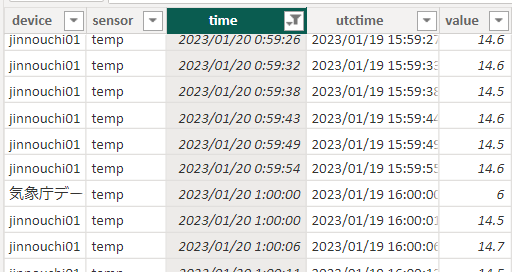 device sensor time utctime value
jinnouchi01 temp 2023/01/20 0:59:26 2023/01/19 15:59:27 14.6
jinnouchi01 temp 2023/01/20 0:59:32 2023/01/19 15:59:33 14.6
jinnouchi01 temp 2023/01/20 0:59:38 2023/01/19 15:59:38 14.5
jinnouchi01 temp 2023/01/20 0:59:43 2023/01/19 15:59:44 14.6
jinnouchi01 temp 2023/01/20 0:59:49 2023/01/19 15:59:49 14.5
jinnouchi01 temp 2023/01/20 0:59:54 2023/01/19 15:59:55 14.6
気象庁デー temp 2023/01/20 1:00:00 2023/01/19 16:00:00 6
jinnouchi01 temp 2023/01/20 1:00:00 2023/01/19 16:00:01 14.5
jinnouchi01 temp 2023/01/20 1:00:06 2023/01/19 16:00:06 14.7
jinnouchi01 temp 2023/01/20 1:00:11